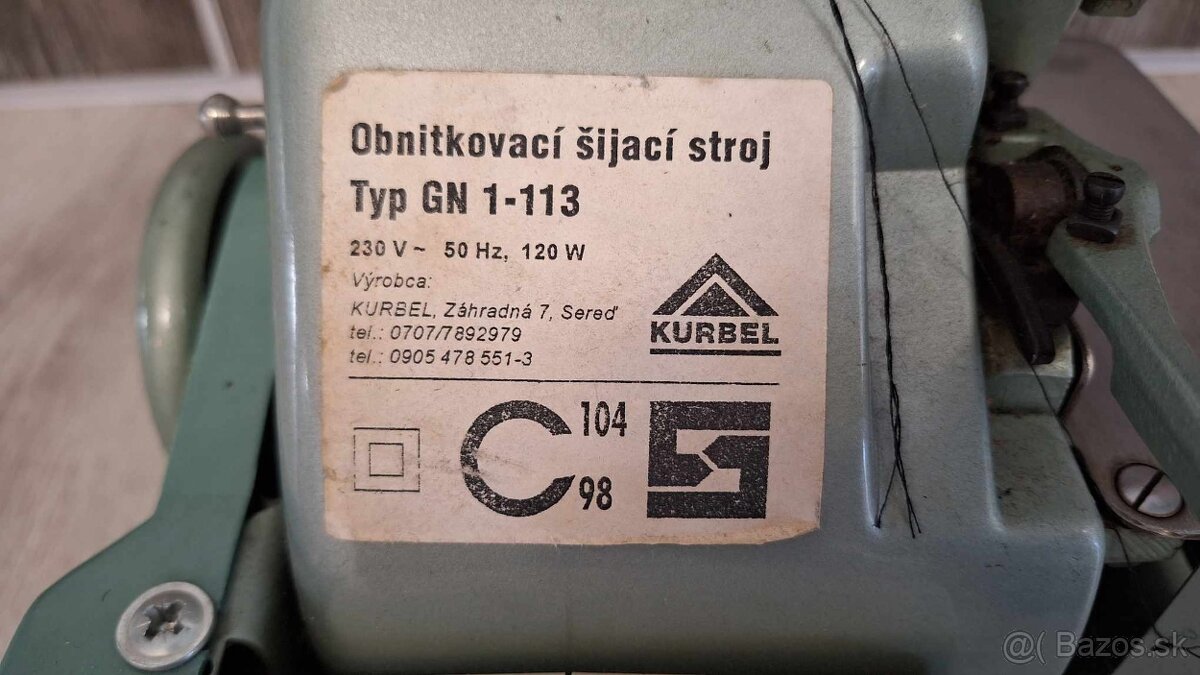 Obnitkovací šijací stroj
Typ GN 1-113
230 V ~ 50 Hz, 120 W
Výrobca:
KURBEL, Záhradná 7, Sereď
tel.: 0707/7892979
tel.: 0905 478 551-3
KURBEL
104
98
@( Bazos.sk